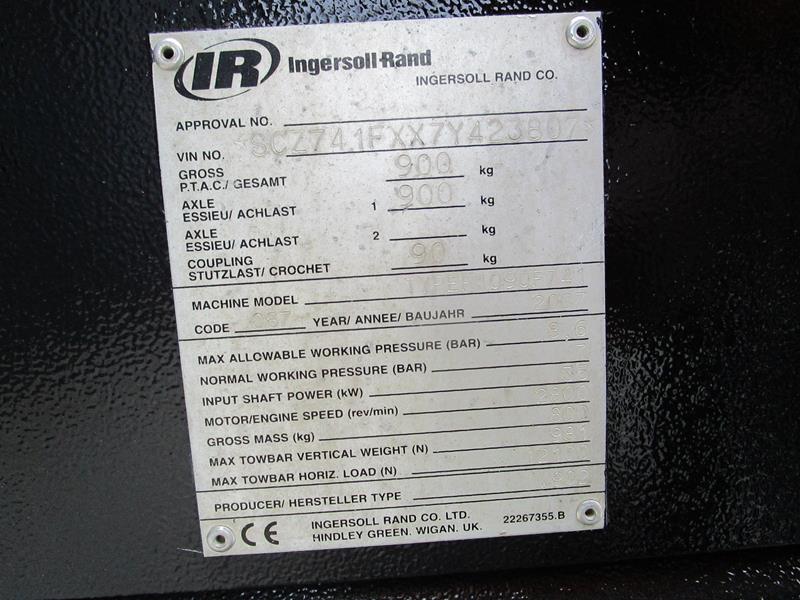 IR Ingersoll-Rand
INGERSOLL RAND CO.
APPROVAL NO.
VIN NO. *SCZ741FXX7Y423807*
GROSS
P.T.A.C./ GESAMT 900 kg
AXLE
ESSIEU/ ACHLAST 1 900 kg
AXLE
ESSIEU/ ACHLAST 2 kg
COUPLING
STUTZLAST/ CROCHET 90 kg
MACHINE MODEL
CODE YEAR/ ANNEE/ BAUJAHR 2007
MAX ALLOWABLE WORKING PRESSURE (BAR) 8,6
NORMAL WORKING PRESSURE (BAR) 7
INPUT SHAFT POWER (kW)
MOTOR/ENGINE SPEED (rev/min)
GROSS MASS (kg)
MAX TOWBAR VERTICAL WEIGHT (N)
MAX TOWBAR HORIZ. LOAD (N)
PRODUCER/ HERSTELLER TYPE
CE INGERSOLL RAND CO. LTD. 22267355.B
HINDLEY GREEN. WIGAN. UK.